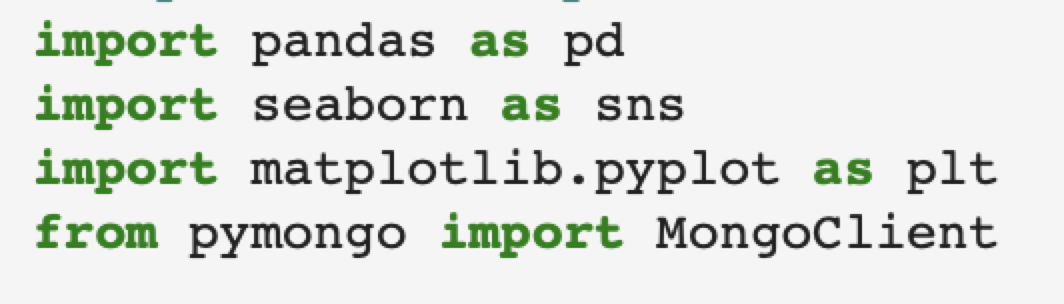 import pandas as pd
import seaborn as sns
import matplotlib.pyplot as plt
from pymongo import MongoClient